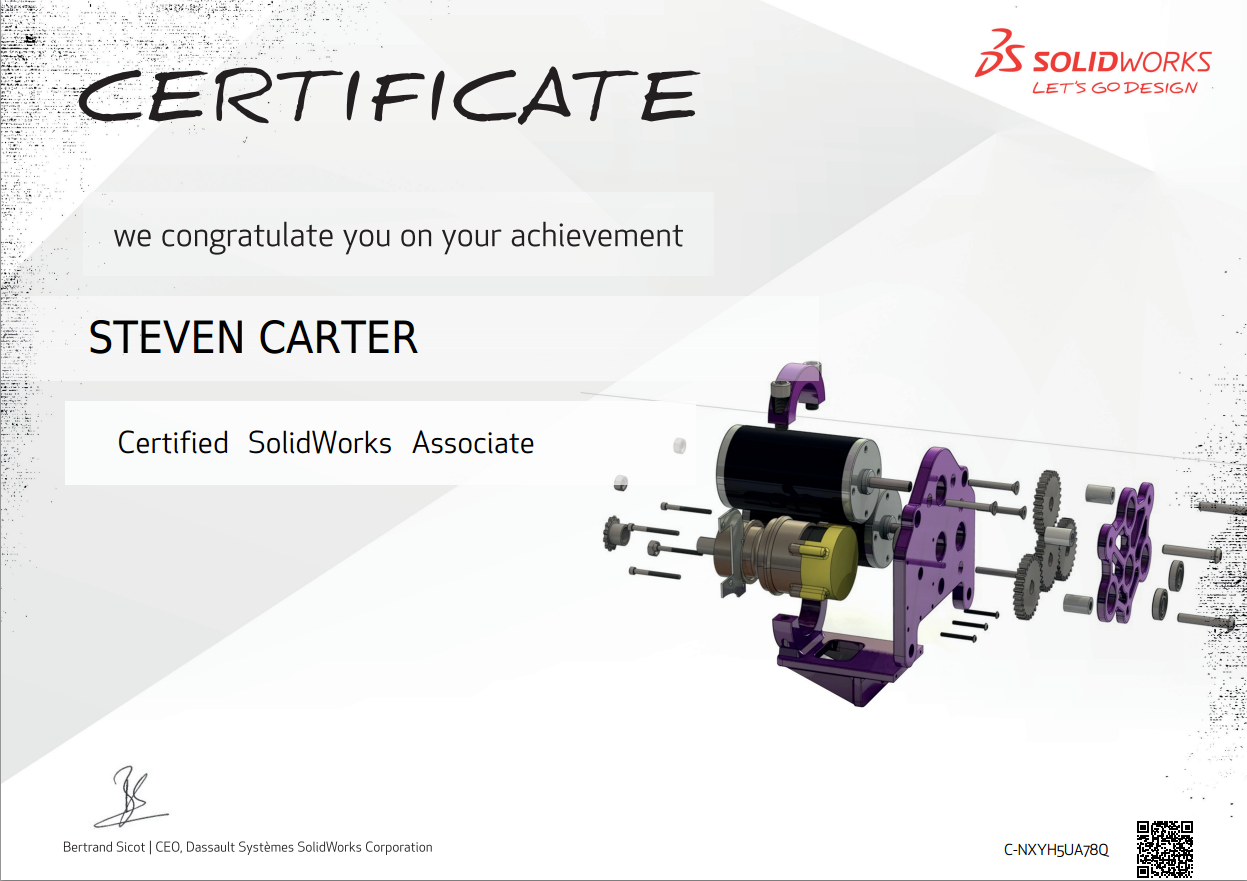 CERTIFICATE
SOLIDWORKS
LET'S GO DESIGN
we congratulate you on your achievement
STEVEN CARTER
Certified SolidWorks Associate
Bertrand Sicot | CEO, Dassault Systèmes SolidWorks Corporation
C-NXYH5UA78Q